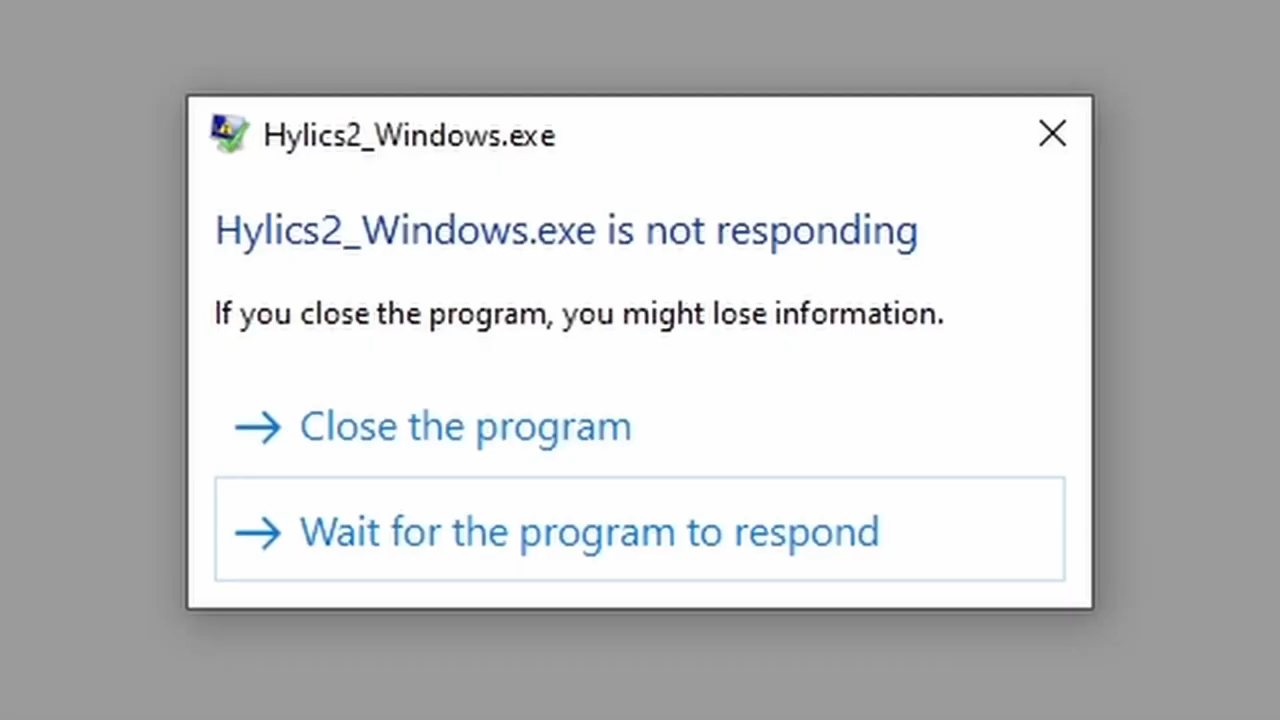 Hylics2_Windows.exe
Hylics2_Windows.exe is not responding
If you close the program, you might lose information.
Close the program
Wait for the program to respond